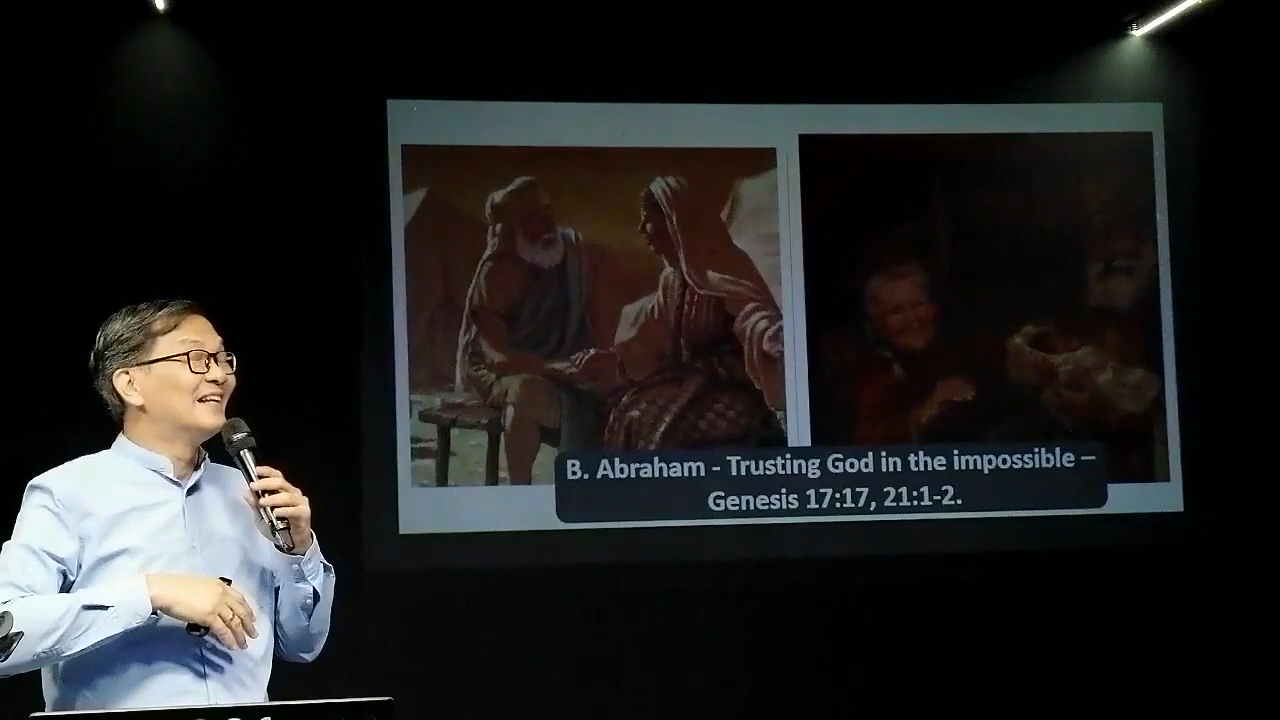 B. Abraham - Trusting God in the impossible –
Genesis 17:17, 21:1-2.